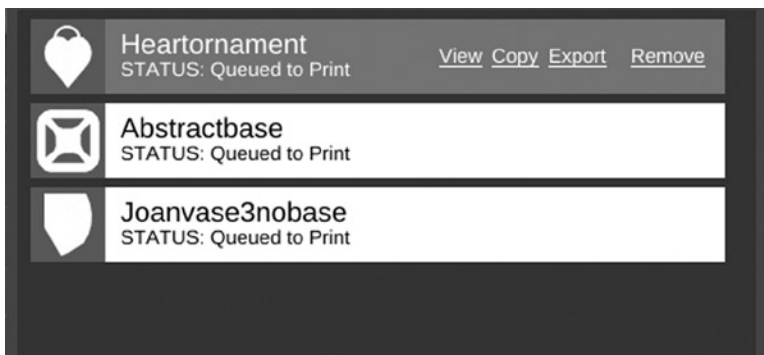 Heartornament
STATUS: Queued to Print
View Copy Export Remove
Abstractbase
STATUS: Queued to Print
Joanvase3nobase
STATUS: Queued to Print